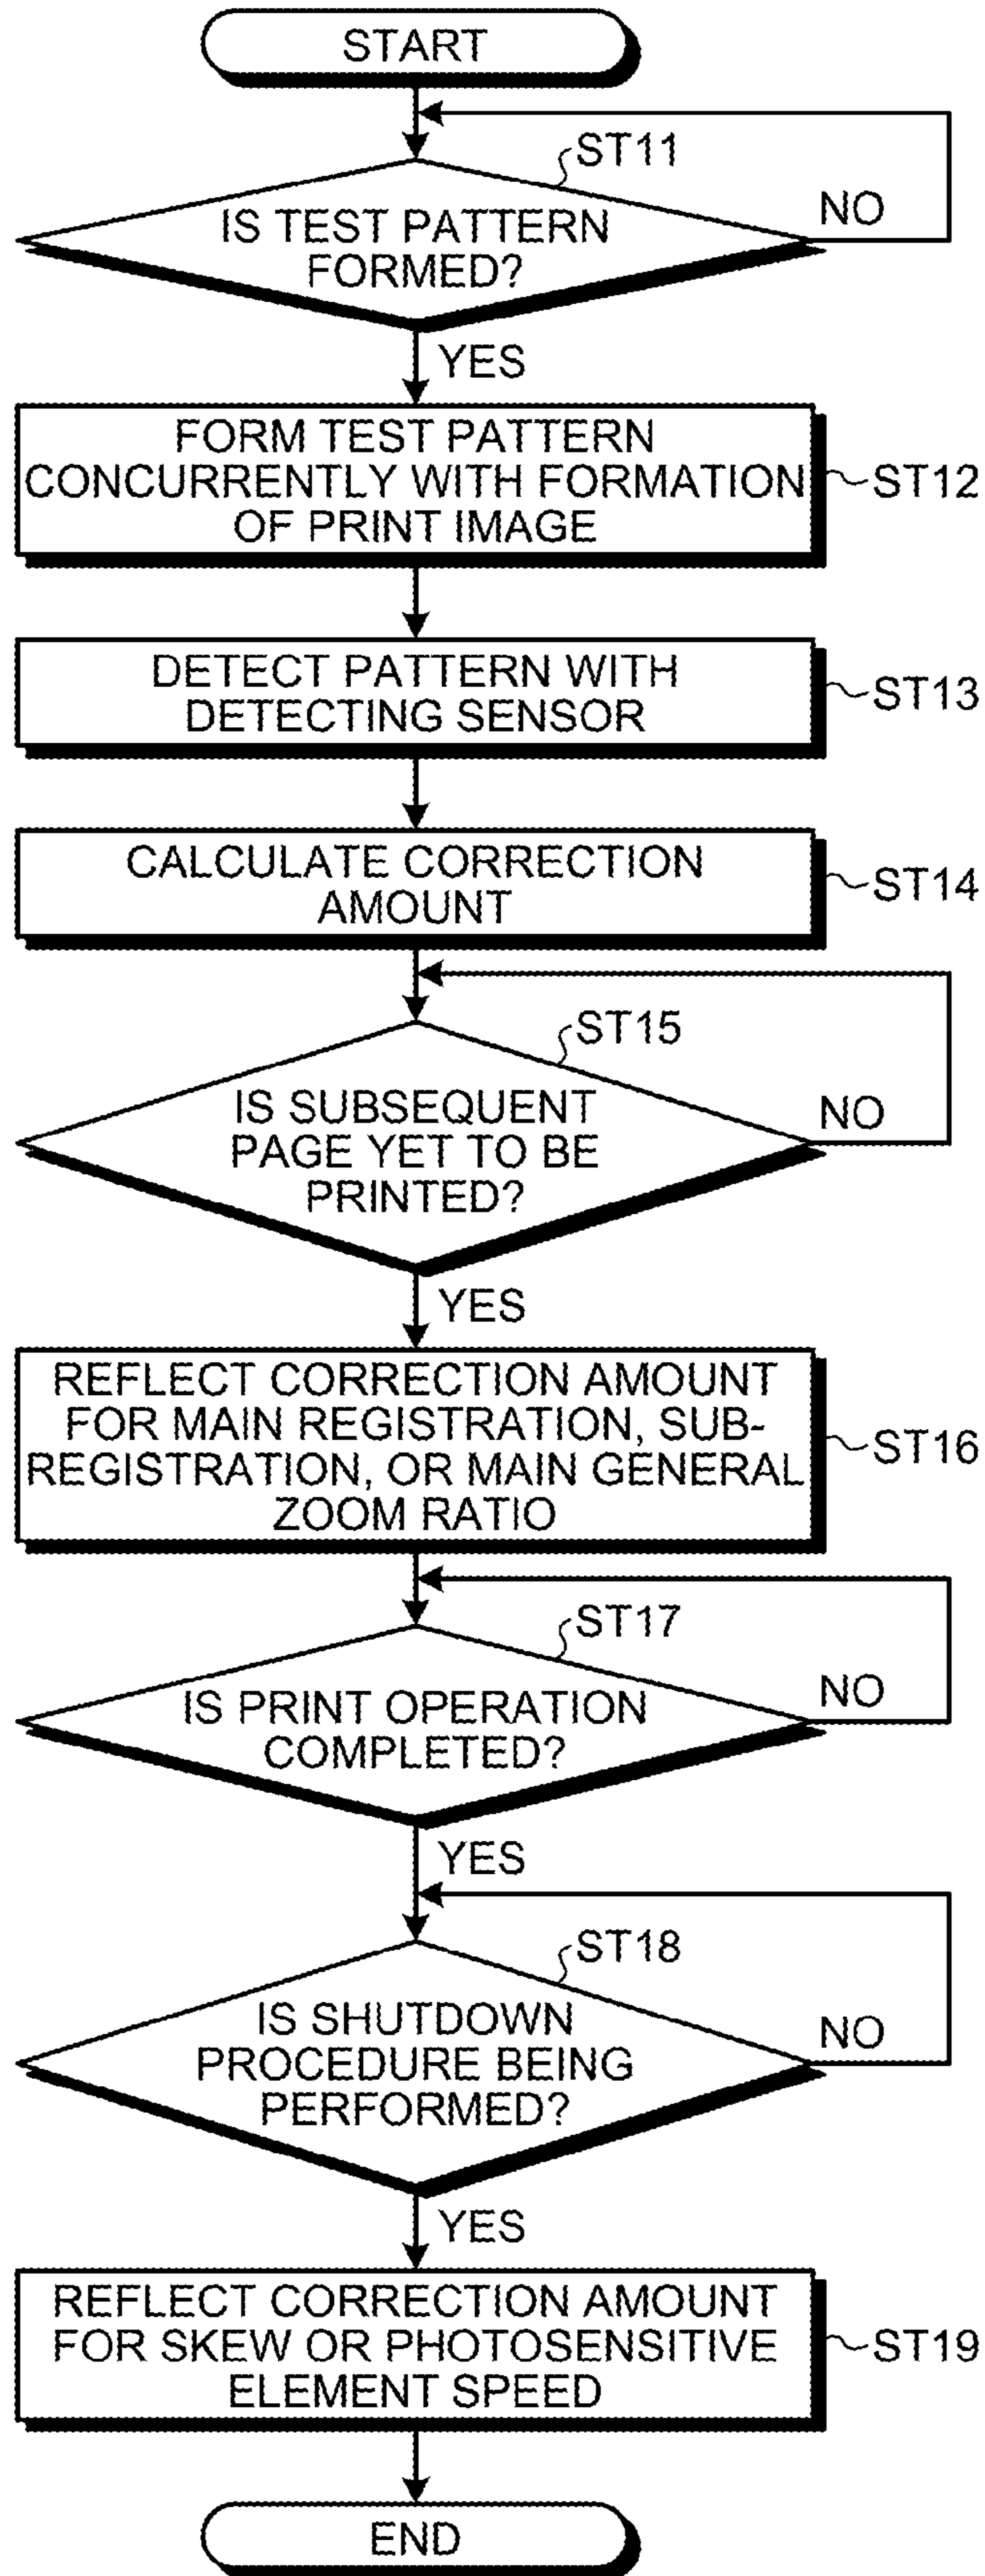 START
ST11
IS TEST PATTERN
FORMED?
NO
YES
FORM TEST PATTERN
CONCURRENTLY WITH FORMATION
OF PRINT IMAGE
ST12
DETECT PATTERN WITH
DETECTING SENSOR
ST13
CALCULATE CORRECTION
AMOUNT
ST14
ST15
IS SUBSEQUENT
PAGE YET TO BE
PRINTED?
NO
YES
REFLECT CORRECTION AMOUNT
FOR MAIN REGISTRATION, SUB-
REGISTRATION, OR MAIN GENERAL
ZOOM RATIO
ST16
ST17
IS PRINT OPERATION
COMPLETED?
NO
YES
ST18
IS SHUTDOWN
PROCEDURE BEING
PERFORMED?
NO
YES
REFLECT CORRECTION AMOUNT
FOR SKEW OR PHOTOSENSITIVE
ELEMENT SPEED
ST19
END